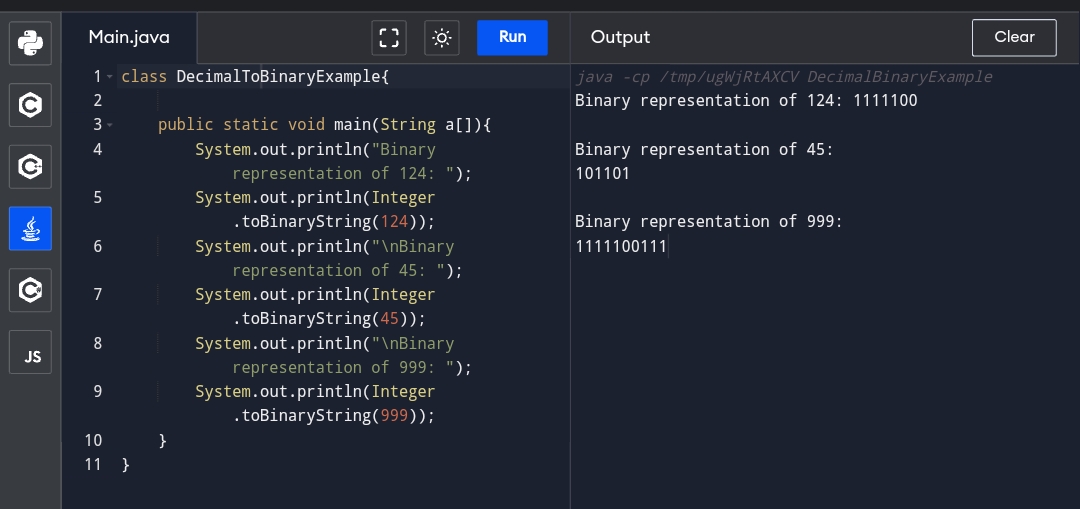 Main.java
Run
Output
Clear
1 class DecimalToBinaryExample{
2
3 public static void main(String a[]){
4 System.out.println("Binary
representation of 124: ");
5 System.out.println(Integer
.toBinaryString(124));
6 System.out.println("\nBinary
representation of 45: ");
7 System.out.println(Integer
.toBinaryString(45));
8 System.out.println("\nBinary
representation of 999: ");
9 System.out.println(Integer
.toBinaryString(999));
10 }
11 }
java -cp /tmp/ugWjRtAXCV DecimalBinaryExample
Binary representation of 124: 1111100
Binary representation of 45:
101101
Binary representation of 999:
1111100111
C
C
C
JS